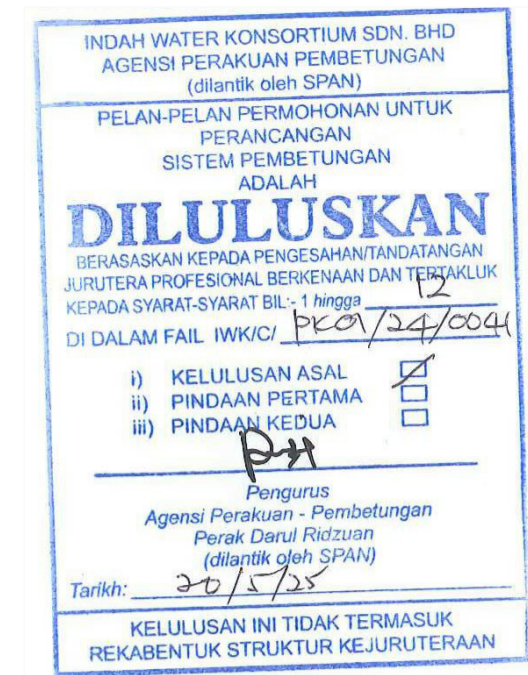 INDAH WATER KONSORTIUM SDN. BHD
AGENSI PERAKUAN PEMBETUNGAN
(dilantik oleh SPAN)
PELAN-PELAN PERMOHONAN UNTUK
PERANCANGAN
SISTEM PEMBETUNGAN
ADALAH
DILULUSKAN
BERASASKAN KEPADA PENGESAHAN/TANDATANGAN
JURUTERA PROFESIONAL BERKENAAN DAN TERTAKLUK
KEPADA SYARAT-SYARAT BIL:- 1 hingga 12
DI DALAM FAIL IWK/C/ PK01/24/0041
i) KELULUSAN ASAL
ii) PINDAAN PERTAMA
iii) PINDAAN KEDUA
Pengurus
Agensi Perakuan - Pembetungan
Perak Darul Ridzuan
(dilantik oleh SPAN)
Tarikh: 20/5/25
KELULUSAN INI TIDAK TERMASUK
REKABENTUK STRUKTUR KEJURUTERAAN